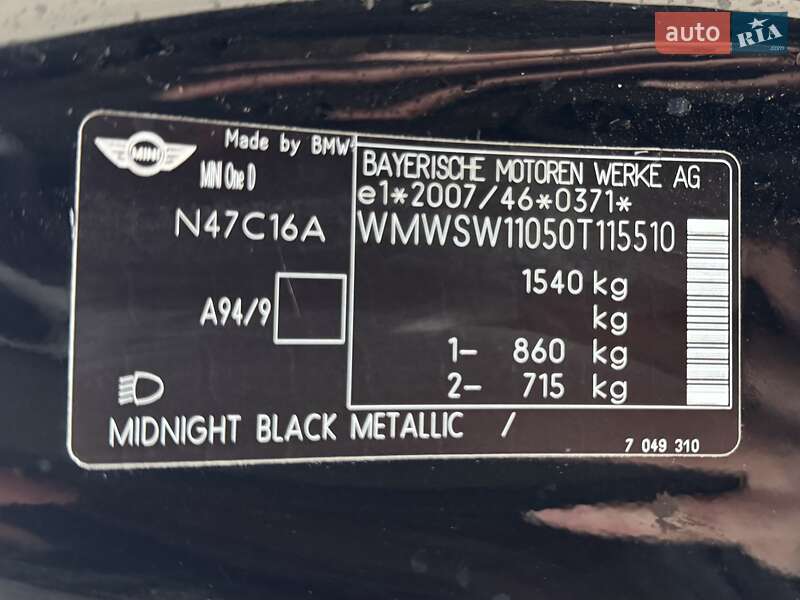 auto RIA .com
MINI
Made by BMW
MINI One D
N47C16A
A94/9
BAYERISCHE MOTOREN WERKE AG
e1*2007/46*0371*
WMWSW11050T115510
1540 kg
kg
1- 860 kg
2- 715 kg
MIDNIGHT BLACK METALLIC /
7 049 310